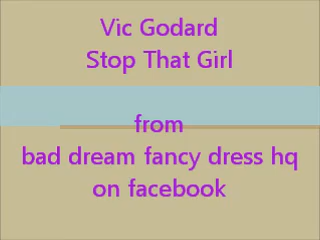 Vic Godard
Stop That Girl
from
bad dream fancy dress hq
on facebook